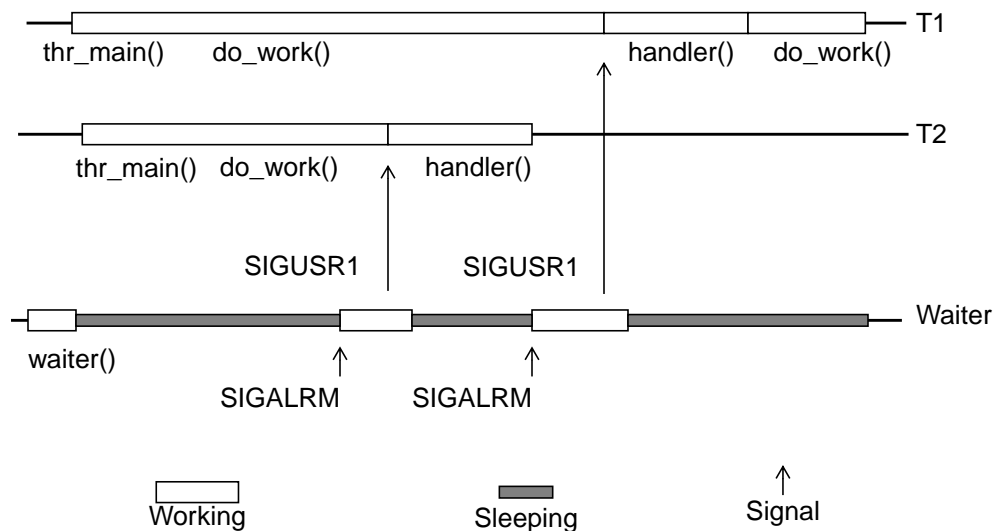 T1
thr_main() do_work() handler() do_work()
T2
thr_main() do_work() handler()
SIGUSR1 SIGUSR1
Waiter
waiter()
SIGALRM SIGALRM
Working Sleeping Signal